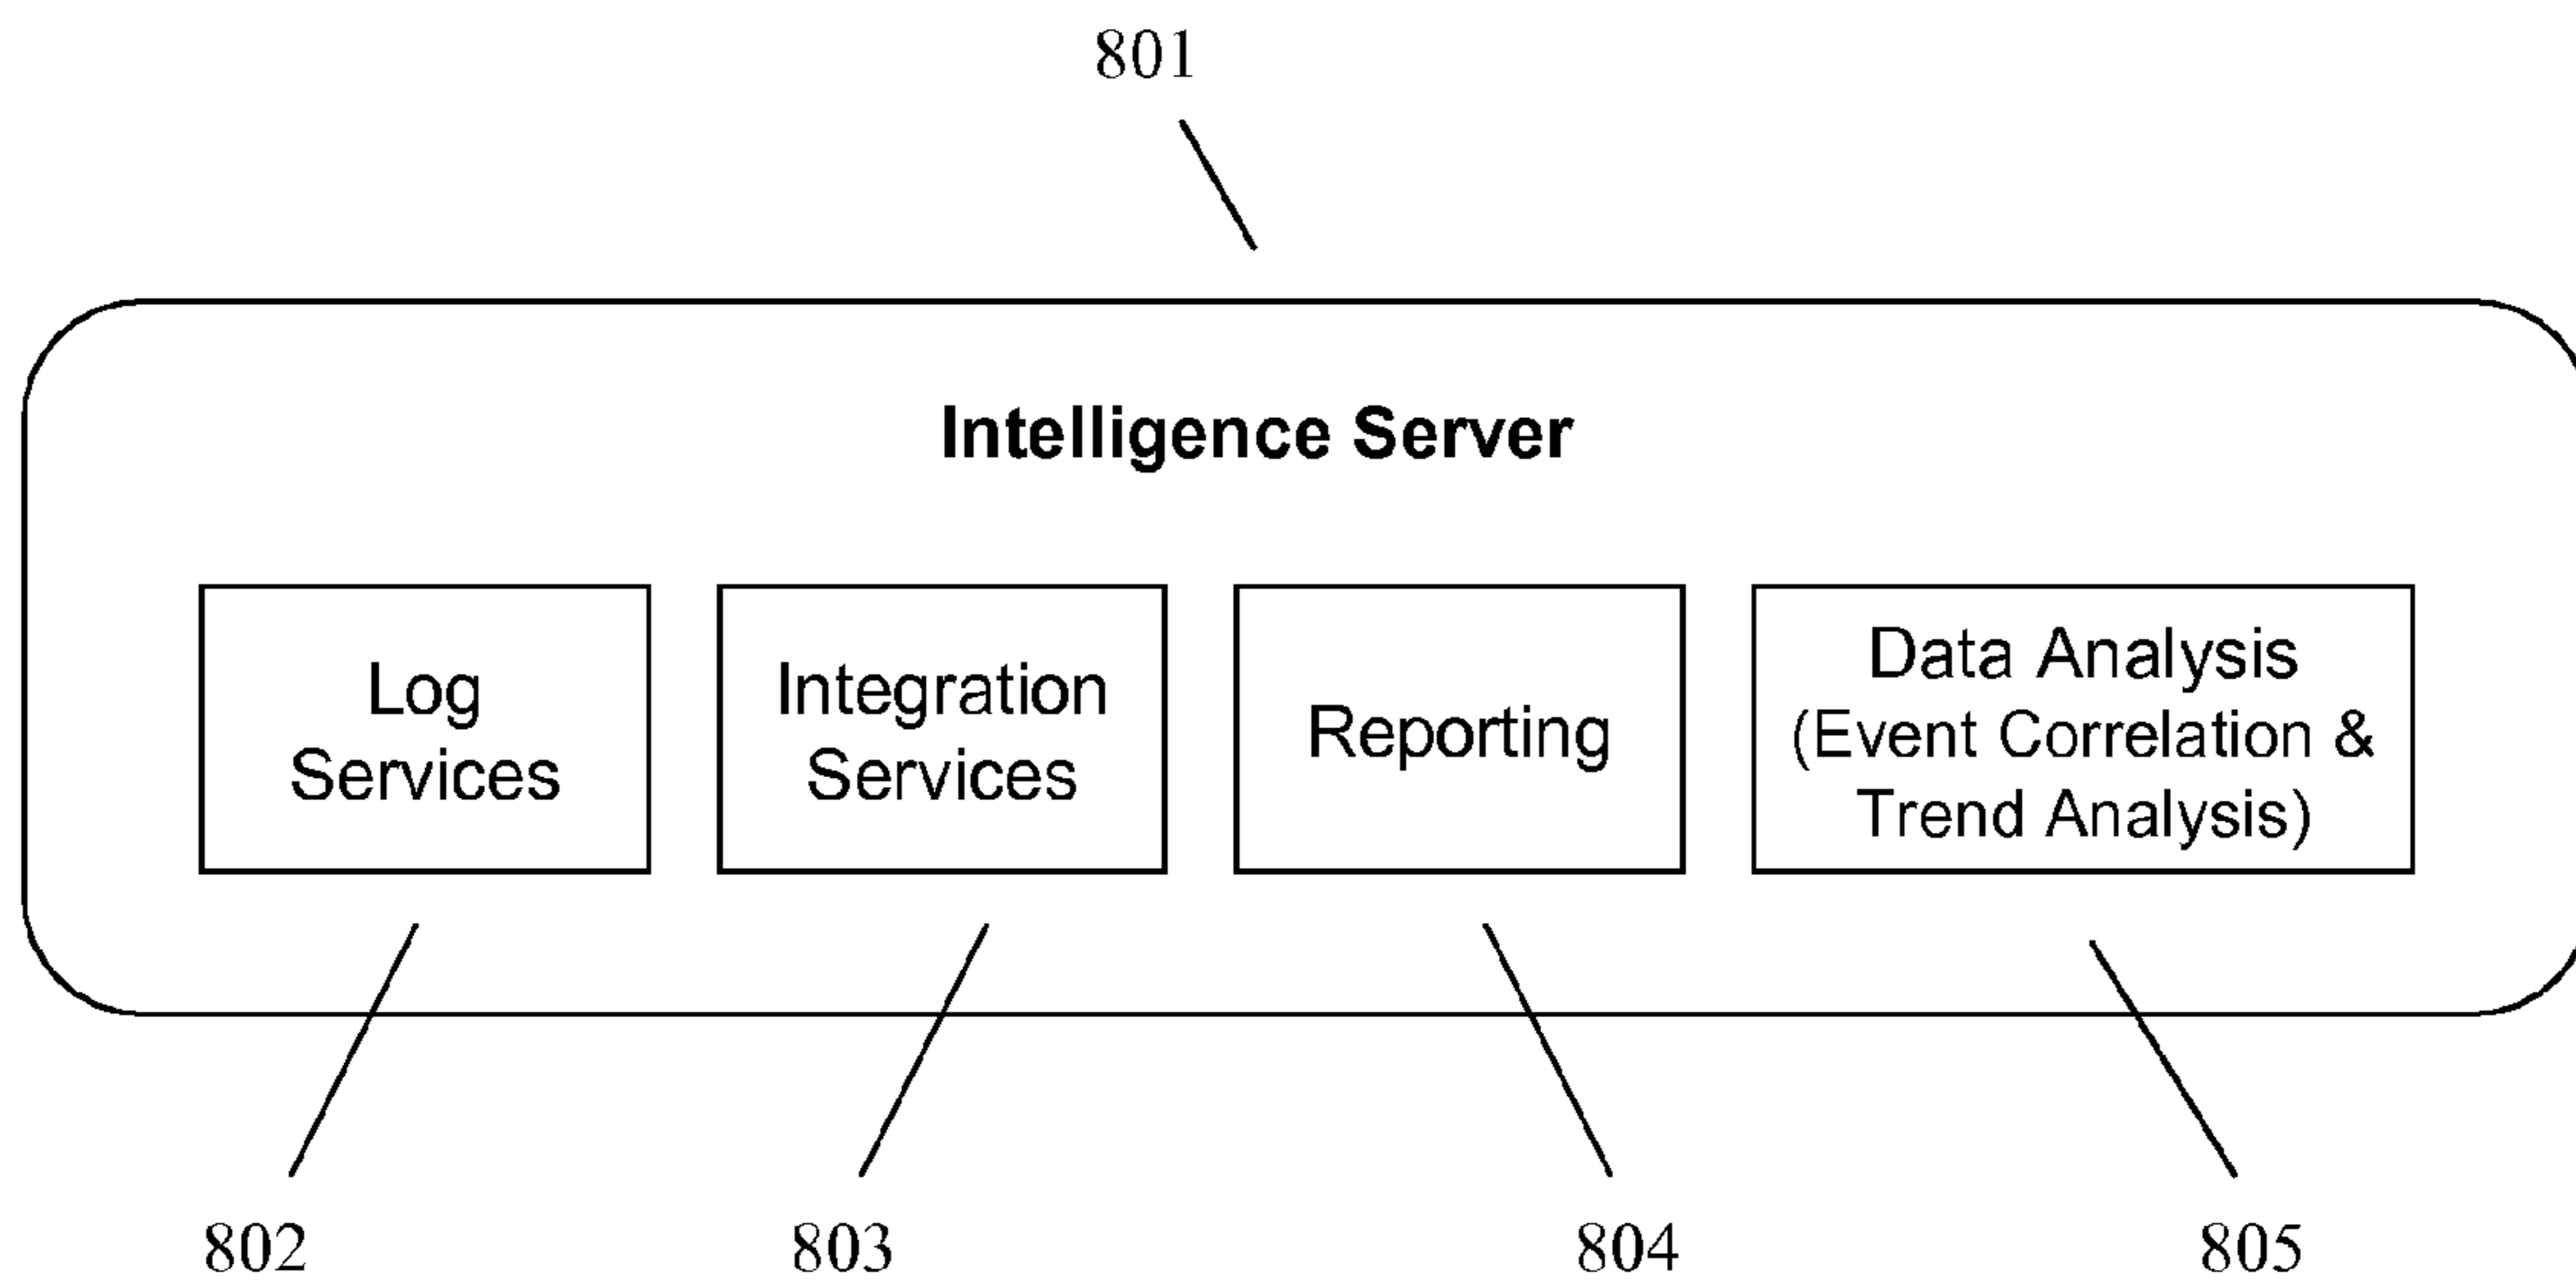 801
Intelligence Server
Log
Services
Integration
Services
Reporting
Data Analysis
(Event Correlation &
Trend Analysis)
802
803
804
805